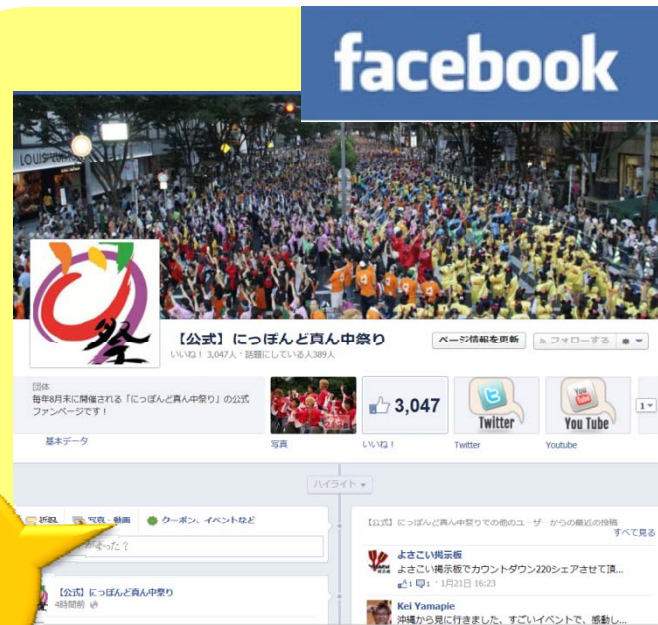 facebook
LOUIS VUITTON
祭
【公式】にっぽんど真ん中祭り
いいね！ 3,047人 · 話題にしている人389人
ページ情報を更新
フォローする
団体
毎年8月末に開催される「にっぽんど真ん中祭り」の公式
ファンページです！
基本データ
写真
3,047
いいね！
Twitter
Twitter
You Tube
You Tube
Youtube
1
ハイライト
近況
写真・動画
クーポン、イベントなど
った？
【公式】にっぽんど真ん中祭り
4時間前
【公式】にっぽんど真ん中祭りでの他のユーザーからの最近の投稿
すべて見る
よさこい掲示板
よさこい掲示板でカウントダウン220シェアさせて頂...
1 1 · 1月21日 16:23
Kei Yamapie
沖縄から見に行きました、すごいイベントで、感動し...